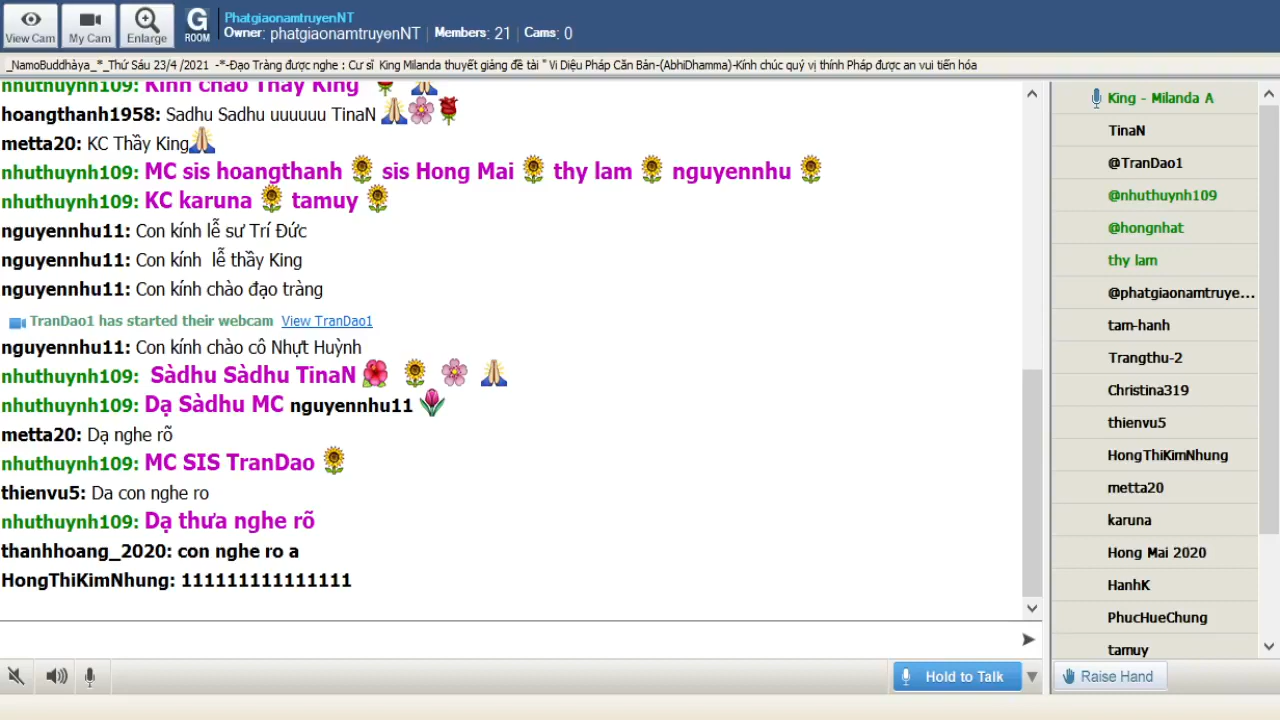 View Cam
My Cam
Enlarge
G
ROOM
PhatgiaonamtruyenNT
Owner: phatgiaonamtruyenNT | Members: 21 | Cams: 0
_NamoBuddhàya_*_Thứ Sáu 23/4 /2021 -*-Đạo Tràng được nghe : Cư sĩ King Milanda thuyết giảng đề tài " Vi Diệu Pháp Căn Bản-(AbhiDhamma)-Kính chúc quý vị thính Pháp được an vui tiến hóa
nhuthuynh109: Kính chào Thầy King
hoangthanh1958: Sadhu Sadhu uuuuuu TinaN
metta20: KC Thầy King
nhuthuynh109: MC sis hoangthanh sis Hong Mai thy lam nguyennhu
nhuthuynh109: KC karuna tamuy
nguyennhu11: Con kính lễ sư Trí Đức
nguyennhu11: Con kính lễ thầy King
nguyennhu11: Con kính chào đạo tràng
TranDao1 has started their webcam View TranDao1
nguyennhu11: Con kính chào cô Nhựt Huỳnh
nhuthuynh109: Sàdhu Sàdhu TinaN
nhuthuynh109: Dạ Sàdhu MC nguyennhu11
metta20: Dạ nghe rõ
nhuthuynh109: MC SIS TranDao
thienvu5: Da con nghe ro
nhuthuynh109: Dạ thưa nghe rõ
thanhhoang_2020: con nghe ro a
HongThiKimNhung: 111111111111111
King - Milanda A
TinaN
@TranDao1
@nhuthuynh109
@hongnhat
thy lam
@phatgiaonamtruye...
tam-hanh
Trangthu-2
Christina319
thienvu5
HongThiKimNhung
metta20
karuna
Hong Mai 2020
HanhK
PhucHueChung
tamuy
Hold to Talk
Raise Hand